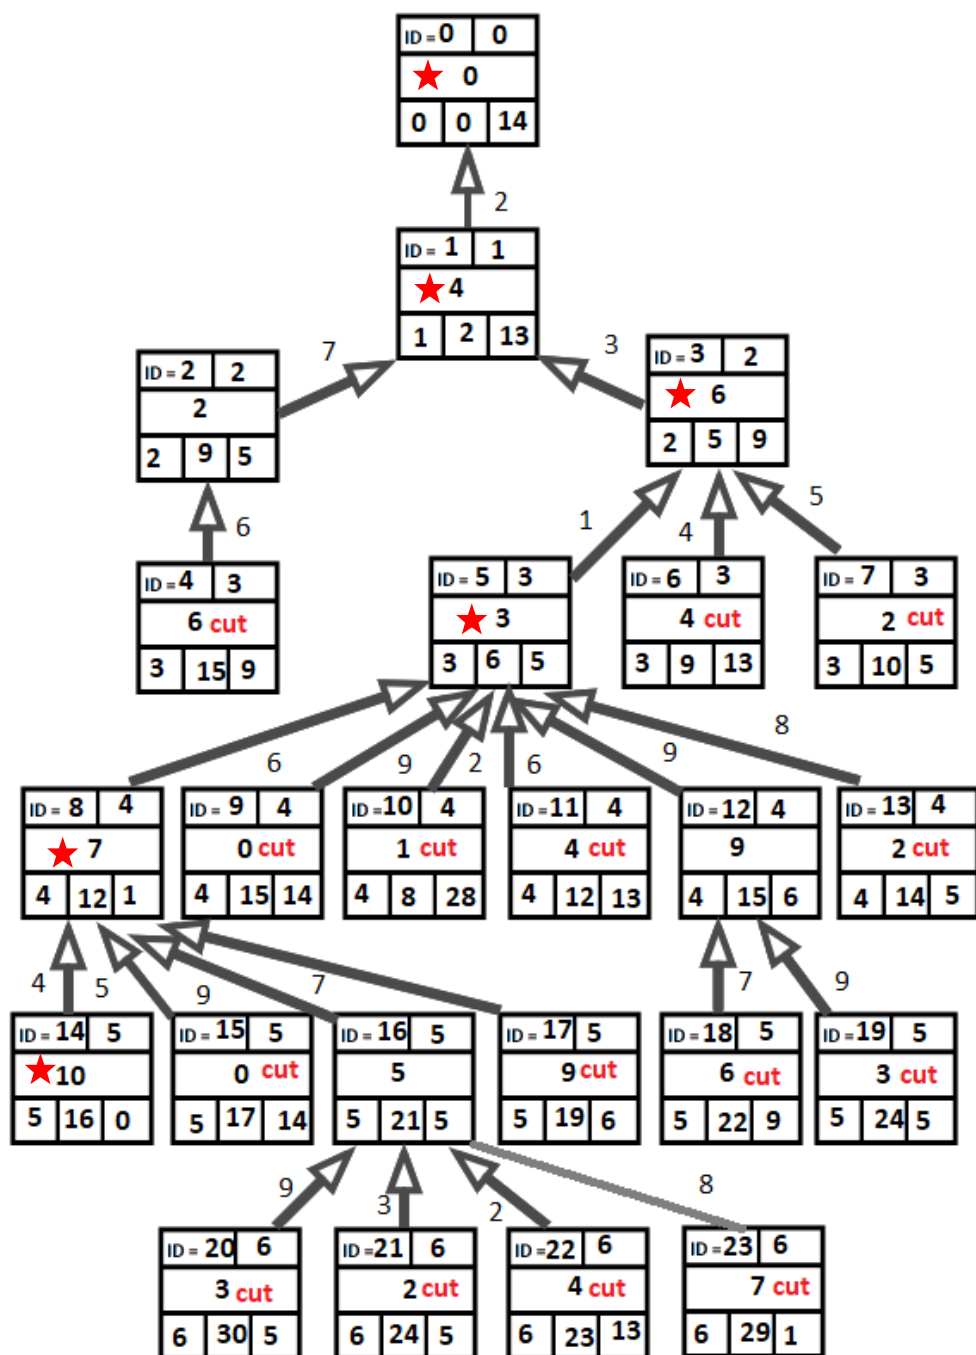 ID = 0 0
0
0 0 14
2
ID = 1 1
4
1 2 13
7
3
ID = 2 2
2
2 9 5
ID = 3 2
6
2 5 9
6
1
4
5
ID = 4 3
6 cut
3 15 9
ID = 5 3
3
3 6 5
ID = 6 3
4 cut
3 9 13
ID = 7 3
2 cut
3 10 5
6
9
2
6
9
8
ID = 8 4
7
4 12 1
ID = 9 4
0 cut
4 15 14
ID =10 4
1 cut
4 8 28
ID =11 4
4 cut
4 12 13
ID =12 4
9
4 15 6
ID =13 4
2 cut
4 14 5
4
5
9
7
7
9
ID =14 5
10
5 16 0
ID =15 5
0 cut
5 17 14
ID =16 5
5
5 21 5
ID =17 5
9 cut
5 19 6
ID =18 5
6 cut
5 22 9
ID =19 5
3 cut
5 24 5
9
3
2
8
ID = 20 6
3 cut
6 30 5
ID =21 6
2 cut
6 24 5
ID =22 6
4 cut
6 23 13
ID =23 6
7 cut
6 29 1